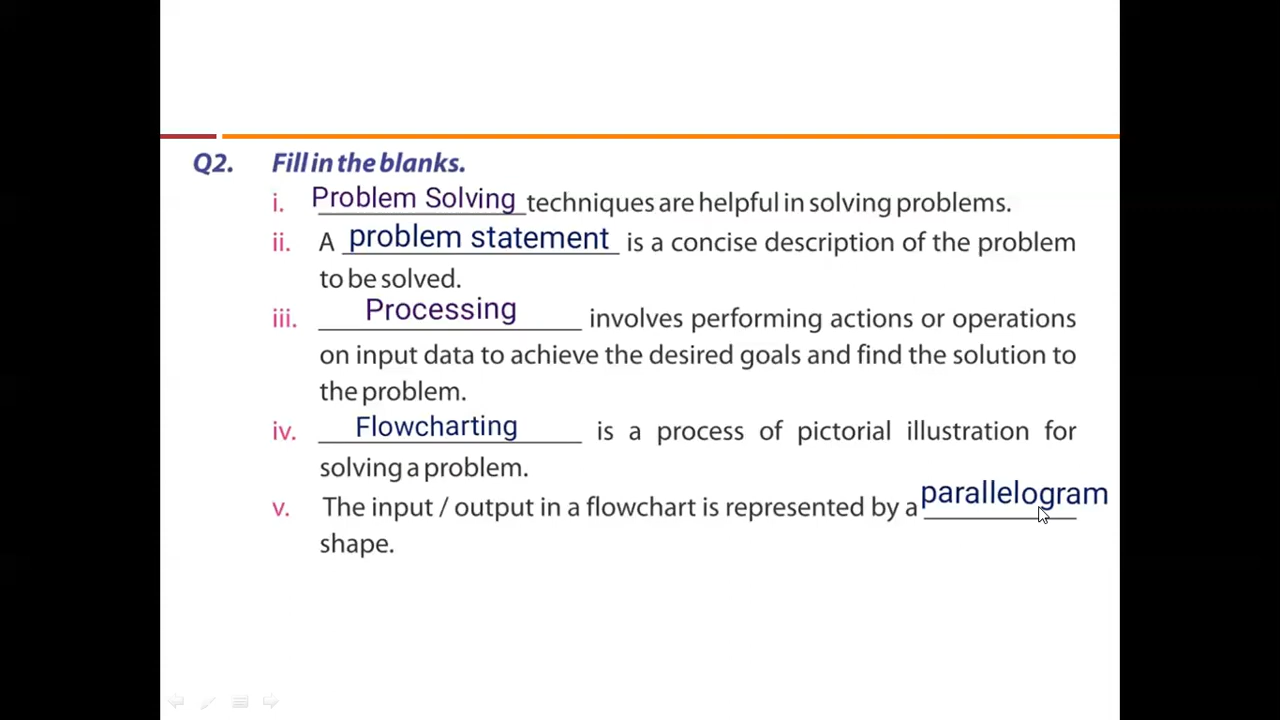 Q2. Fill in the blanks.
i. Problem Solving techniques are helpful in solving problems.
ii. A problem statement is a concise description of the problem
to be solved.
iii. Processing involves performing actions or operations
on input data to achieve the desired goals and find the solution to
the problem.
iv. Flowcharting is a process of pictorial illustration for
solving a problem.
v. The input / output in a flowchart is represented by a parallelogram
shape.